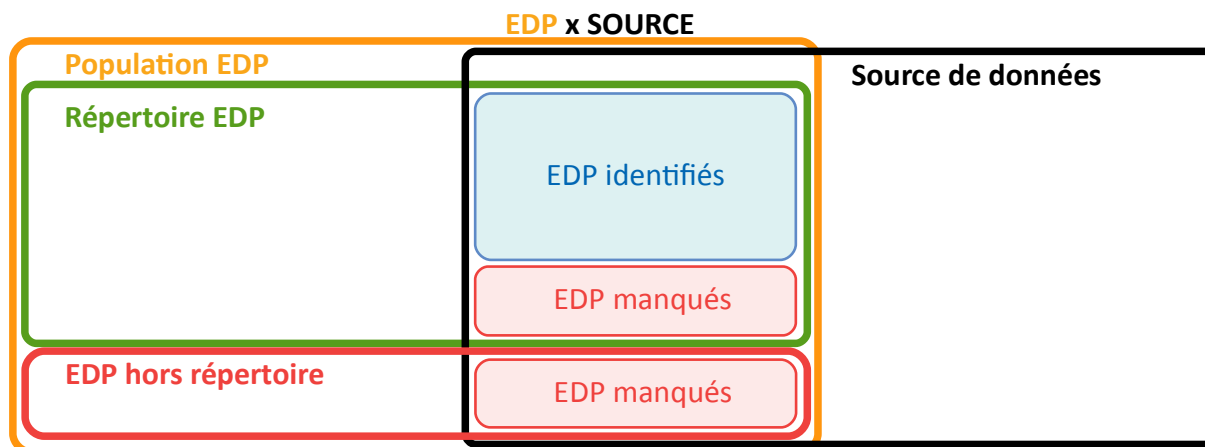 EDP x SOURCE
Population EDP
Source de données
Répertoire EDP
EDP identifiés
EDP manqués
EDP hors répertoire
EDP manqués